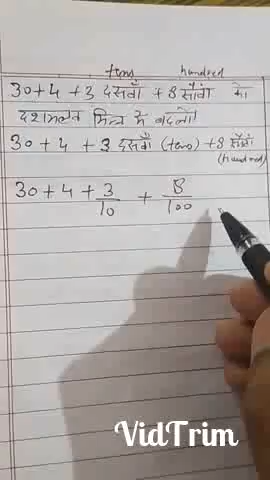 tens hundred
30+4 +3 दसवाँ +8 सौवां को
दशमलव भिन्न में बदलो।
30 + 4 + 3 दसवाँ (tens) +8 सौवां
(hundred)
30 + 4 + 3/10 + 8/100
VidTrim